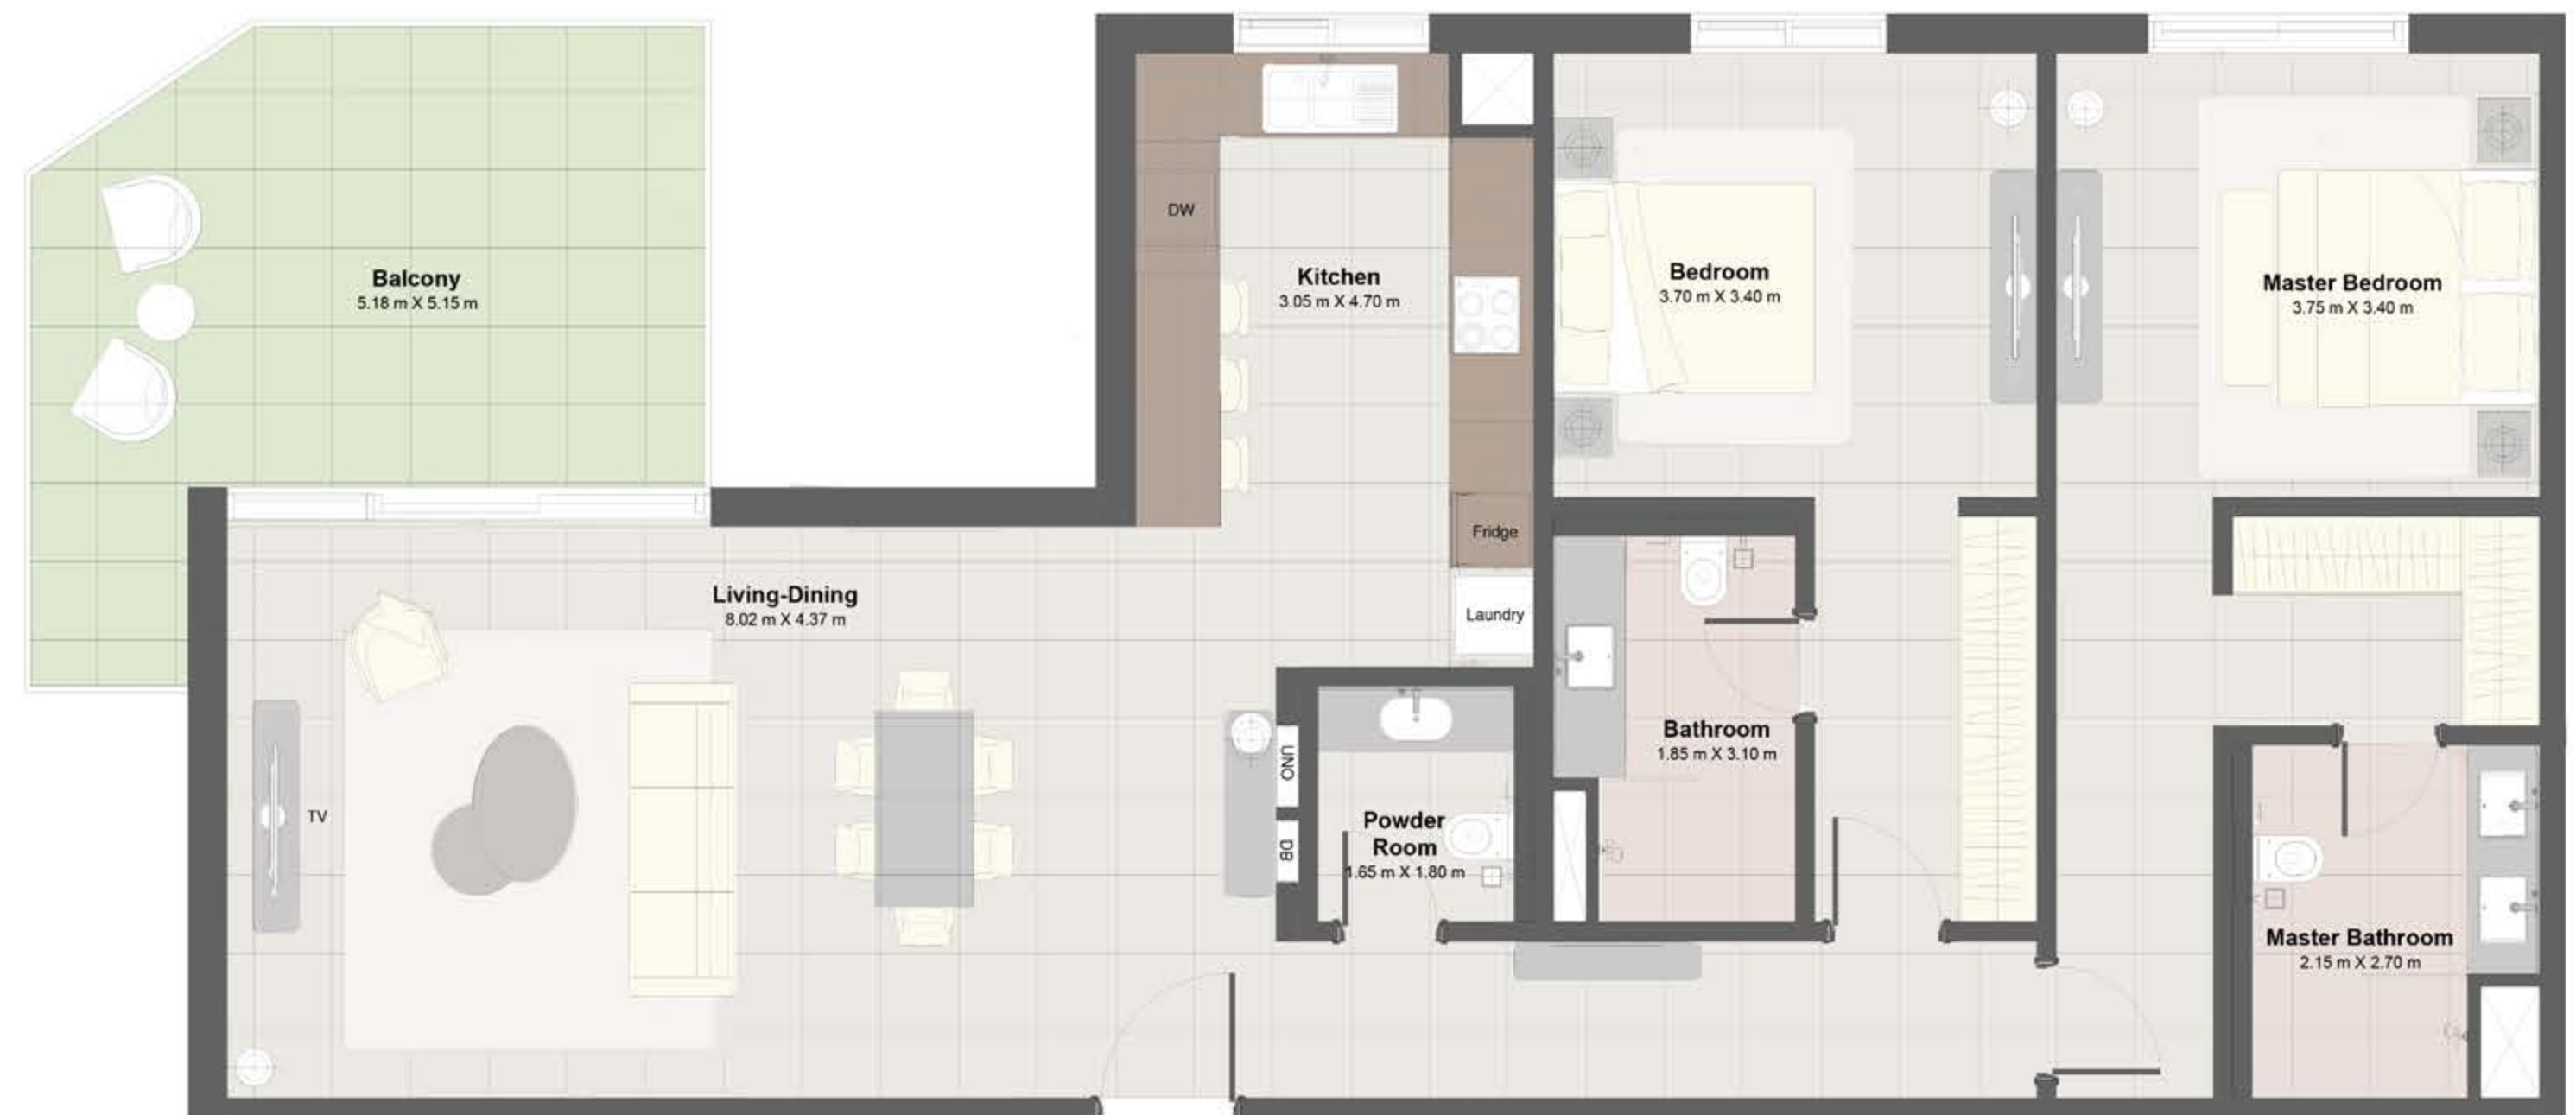 Balcony
5.18 m X 5.15 m
DW
Kitchen
3.05 m X 4.70 m
Bedroom
3.70 m X 3.40 m
Master Bedroom
3.75 m X 3.40 m
Fridge
Laundry
Living-Dining
8.02 m X 4.37 m
TV
UNO
DB
Powder
Room
1.65 m X 1.80 m
Bathroom
1.85 m X 3.10 m
Master Bathroom
2.15 m X 2.70 m